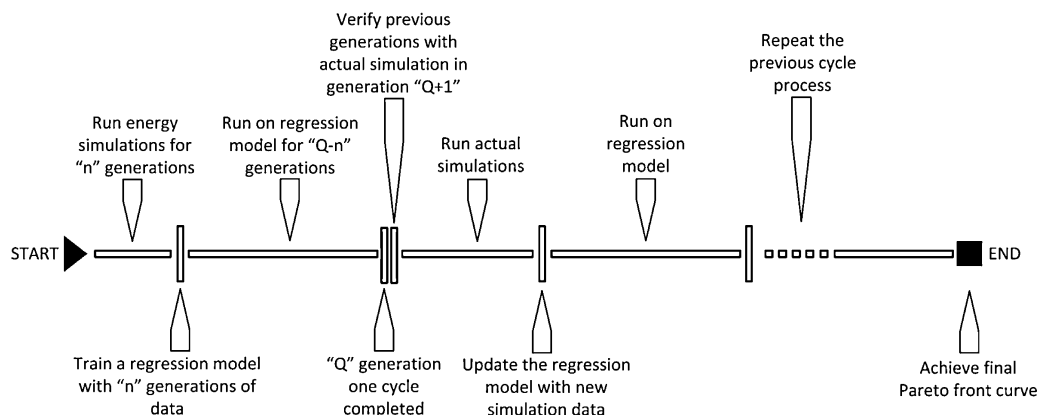 Verify previous
generations with
actual simulation in
generation “Q+1”
Repeat the
previous cycle
process
Run energy
simulations for
“n” generations
Run on regression
model for “Q-n”
generations
Run actual
simulations
Run on
regression
model
START
END
Train a regression model
with “n” generations of
data
“Q” generation
one cycle
completed
Update the regression
model with new
simulation data
Achieve final
Pareto front curve